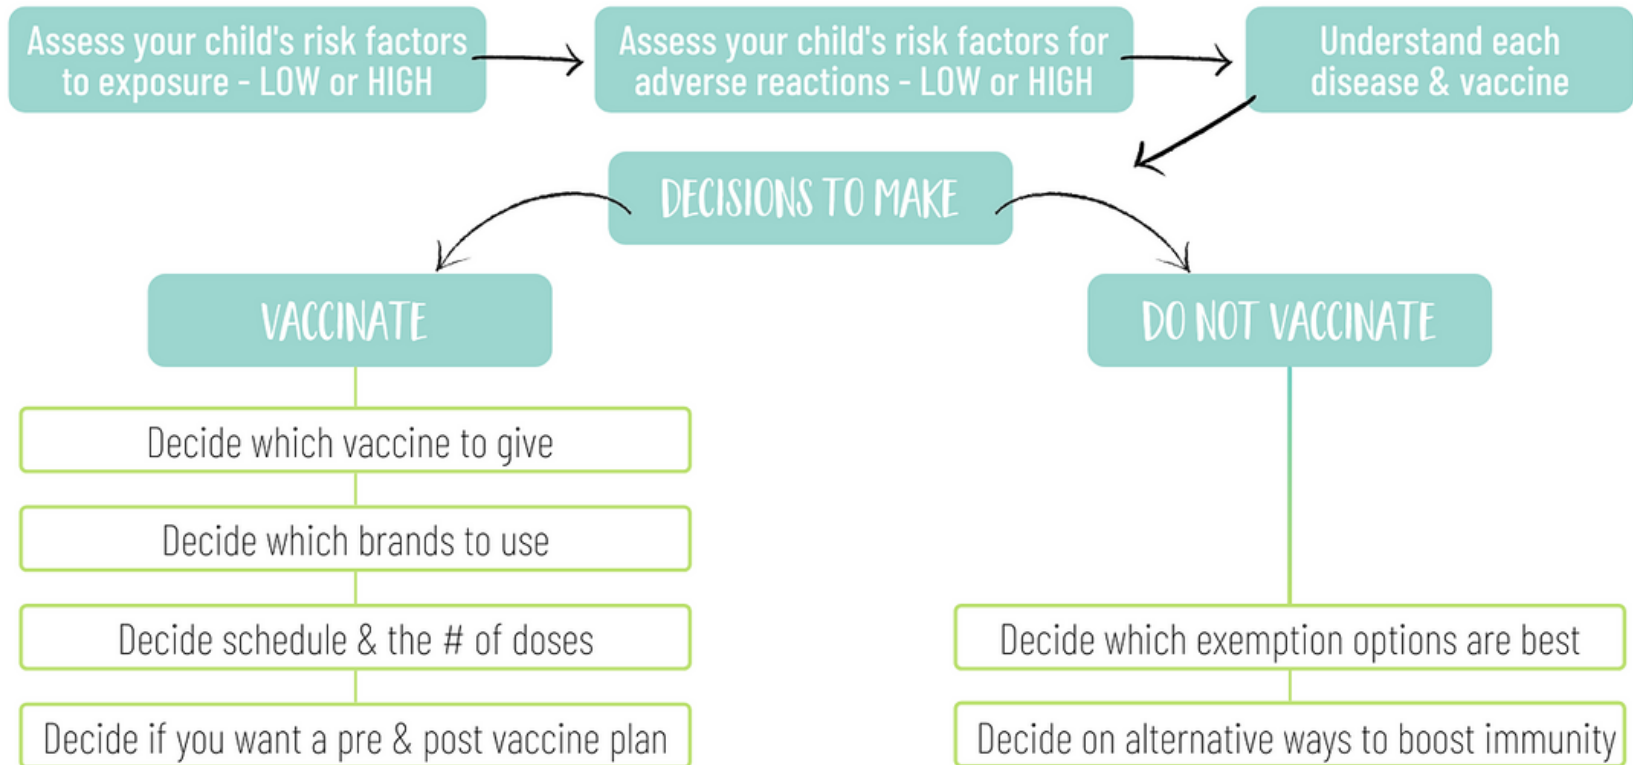 Assess your child's risk factors
to exposure - LOW or HIGH
Assess your child's risk factors for
adverse reactions - LOW or HIGH
Understand each
disease & vaccine
DECISIONS TO MAKE
VACCINATE
DO NOT VACCINATE
Decide which vaccine to give
Decide which brands to use
Decide schedule & the # of doses
Decide if you want a pre & post vaccine plan
Decide which exemption options are best
Decide on alternative ways to boost immunity